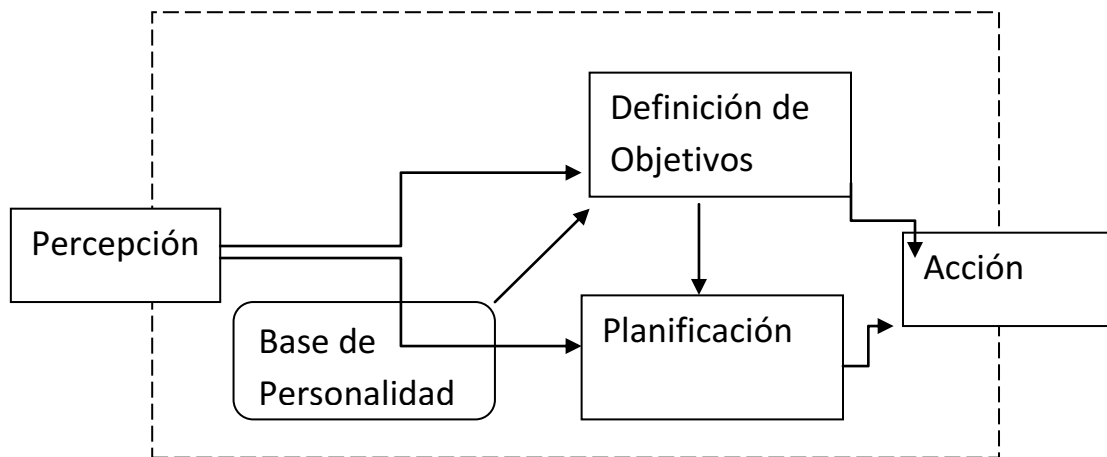 Definición de
Objetivos
Percepción
Acción
Base de
Personalidad
Planificación